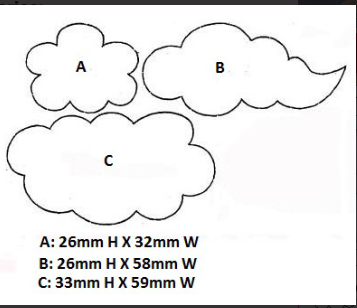 A
B
C
A: 26mm H X 32mm W
B: 26mm H X 58mm W
C: 33mm H X 59mm W